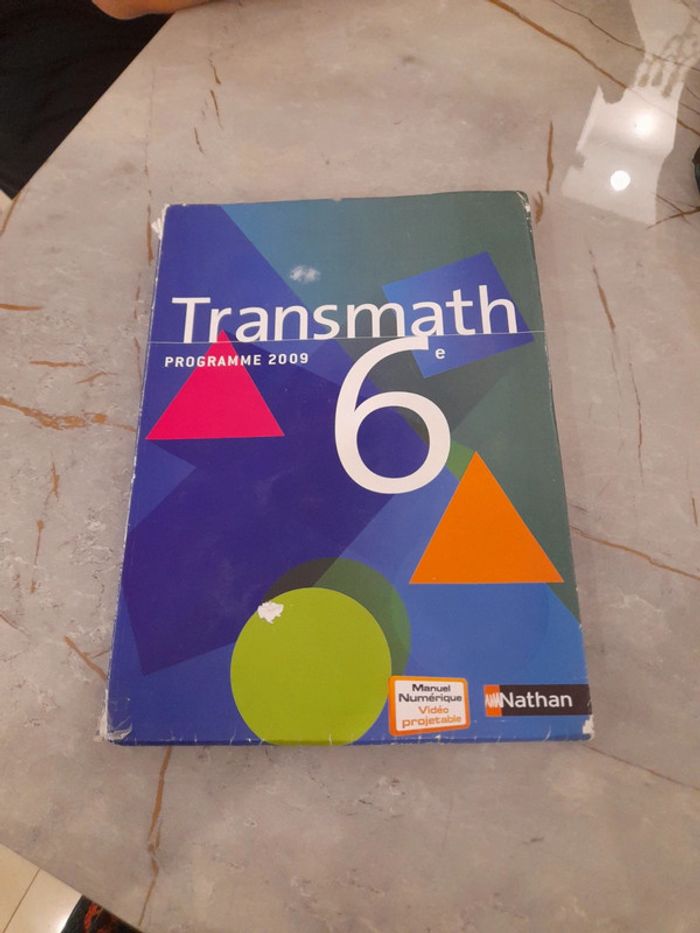 Transmath
PROGRAMME 2009
6e
Manuel
Numérique
Vidéo
projetable
Nathan